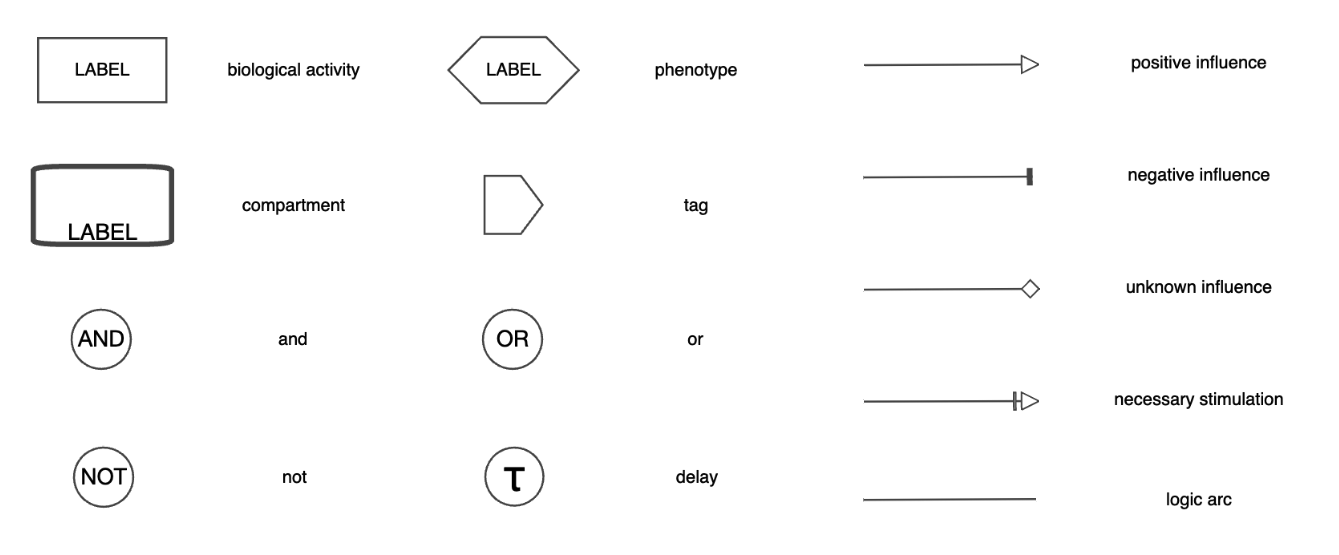 LABEL
biological activity
LABEL
phenotype
positive influence
negative influence
LABEL
compartment
tag
unknown influence
AND
and
OR
or
necessary stimulation
NOT
not
τ
delay
logic arc